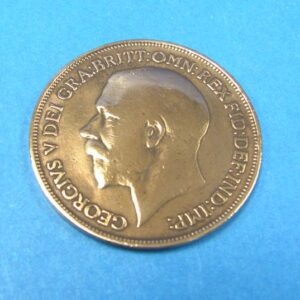 GEORGIVS V DEI GRA:BRITT:OMN:REX FID:DEF:IND:IMP: